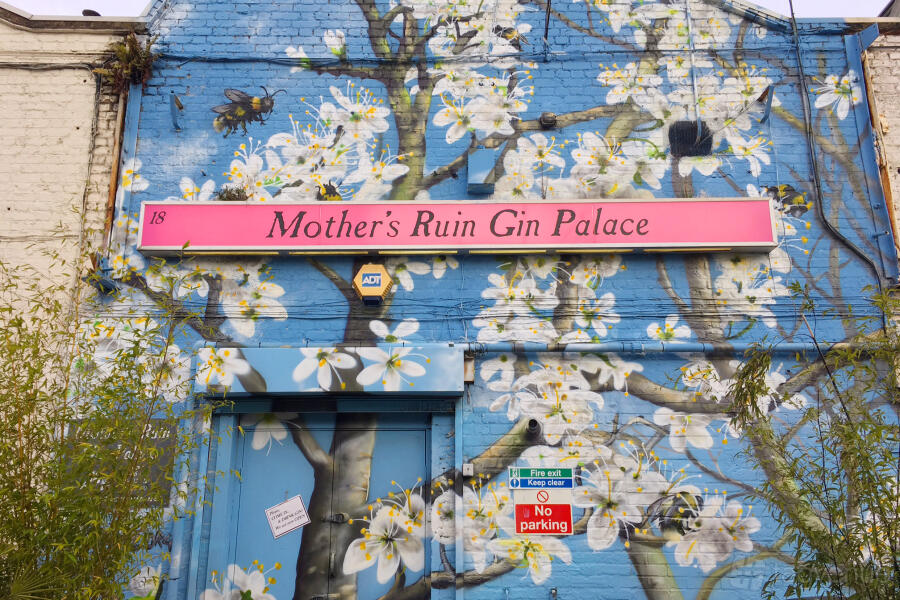 18
Mother's Ruin Gin Palace
ADT
Fire exit
Keep clear
No
parking